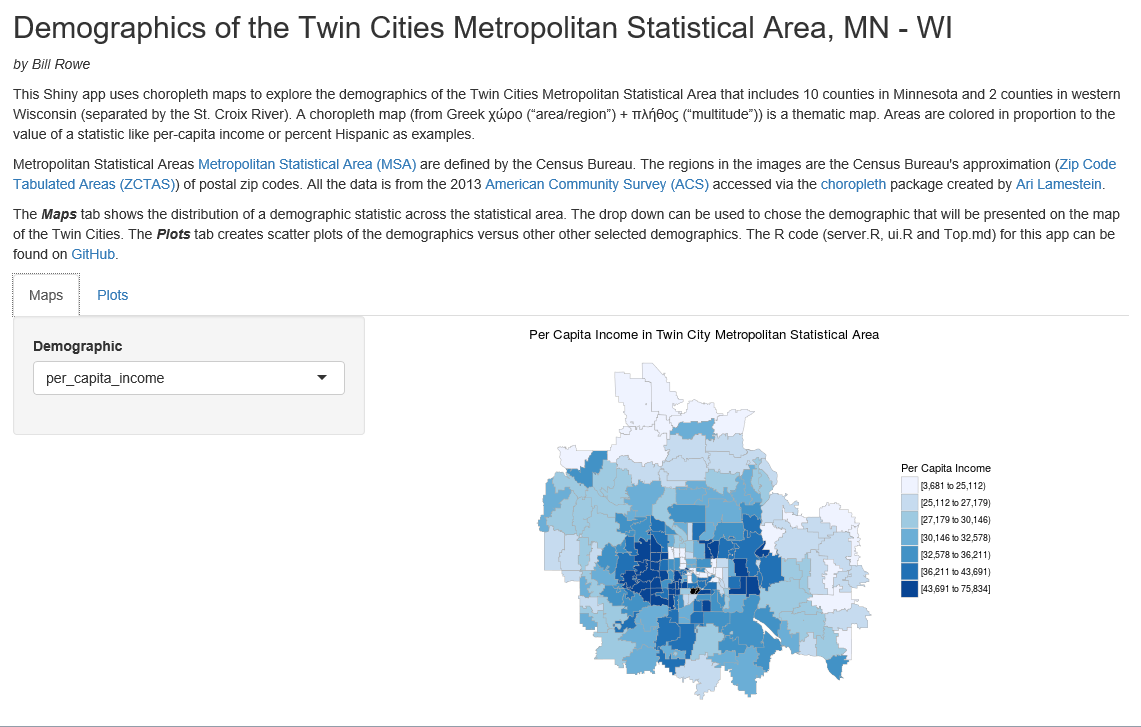 Demographics of the Twin Cities Metropolitan Statistical Area, MN - WI
by Bill Rowe
This Shiny app uses choropleth maps to explore the demographics of the Twin Cities Metropolitan Statistical Area that includes 10 counties in Minnesota and 2 counties in western
Wisconsin (separated by the St. Croix River). A choropleth map (from Greek χώρο (“area/region”) + πλήθος (“multitude”)) is a thematic map. Areas are colored in proportion to the
value of a statistic like per-capita income or percent Hispanic as examples.
Metropolitan Statistical Areas Metropolitan Statistical Area (MSA) are defined by the Census Bureau. The regions in the images are the Census Bureau's approximation (Zip Code
Tabulated Areas (ZCTAS)) of postal zip codes. All the data is from the 2013 American Community Survey (ACS) accessed via the choropleth package created by Ari Lamestein.
The Maps tab shows the distribution of a demographic statistic across the statistical area. The drop down can be used to chose the demographic that will be presented on the map
of the Twin Cities. The Plots tab creates scatter plots of the demographics versus other other selected demographics. The R code (server.R, ui.R and Top.md) for this app can be
found on GitHub.
Maps Plots
Demographic
per_capita_income
Per Capita Income in Twin City Metropolitan Statistical Area
Per Capita Income
[3,681 to 25,112)
[25,112 to 27,179)
[27,179 to 30,146)
[30,146 to 32,578)
[32,578 to 36,211)
[36,211 to 43,691)
[43,691 to 75,834]